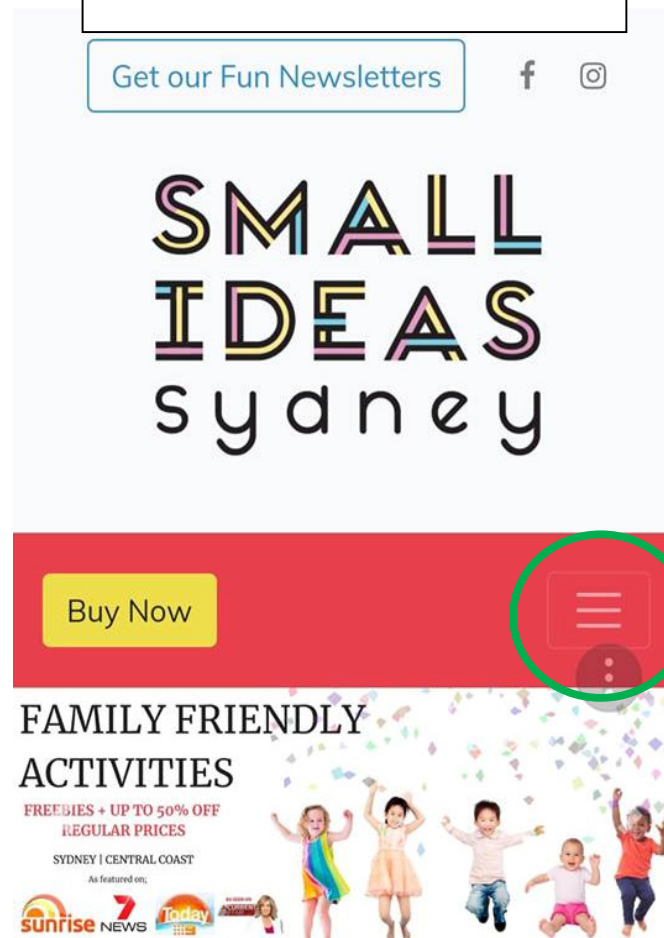 Get our Fun Newsletters
SMALL
IDEAS
Sydney
Buy Now
FAMILY FRIENDLY
ACTIVITIES
FREEBIES + UP TO 50% OFF
REGULAR PRICES
SYDNEY | CENTRAL COAST
As featured on;
sunrise 7 NEWS Today